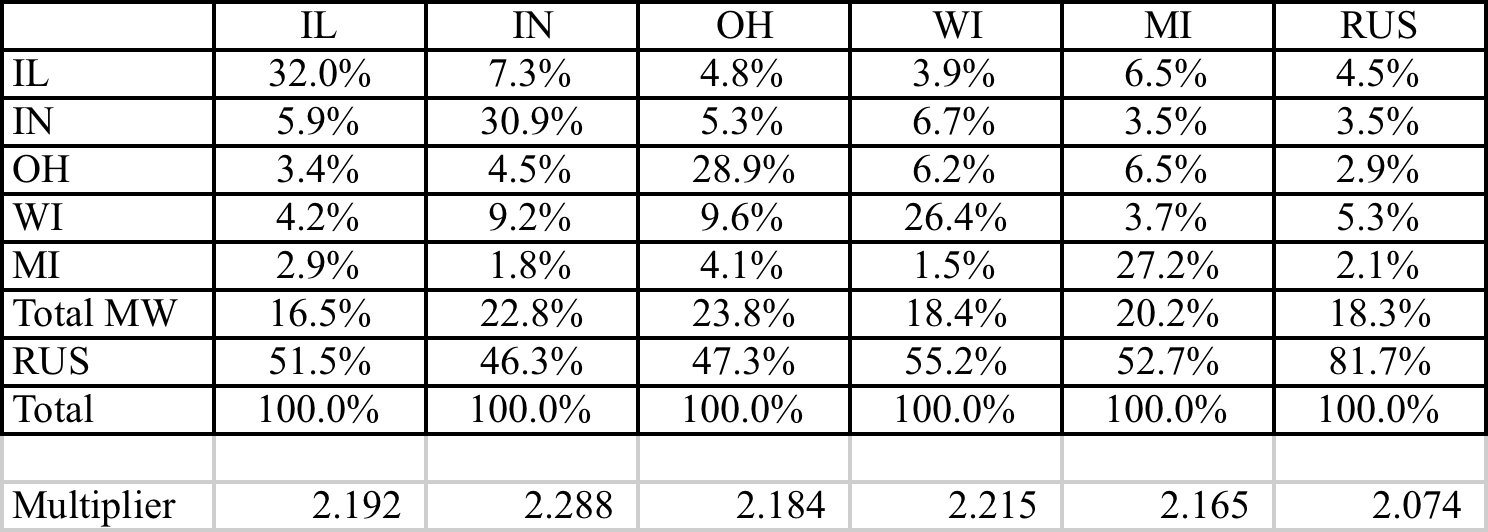 IL IN OH WI MI RUS
IL 32.0% 7.3% 4.8% 3.9% 6.5% 4.5%
IN 5.9% 30.9% 5.3% 6.7% 3.5% 3.5%
OH 3.4% 4.5% 28.9% 6.2% 6.5% 2.9%
WI 4.2% 9.2% 9.6% 26.4% 3.7% 5.3%
MI 2.9% 1.8% 4.1% 1.5% 27.2% 2.1%
Total MW 16.5% 22.8% 23.8% 18.4% 20.2% 18.3%
RUS 51.5% 46.3% 47.3% 55.2% 52.7% 81.7%
Total 100.0% 100.0% 100.0% 100.0% 100.0% 100.0%
Multiplier 2.192 2.288 2.184 2.215 2.165 2.074